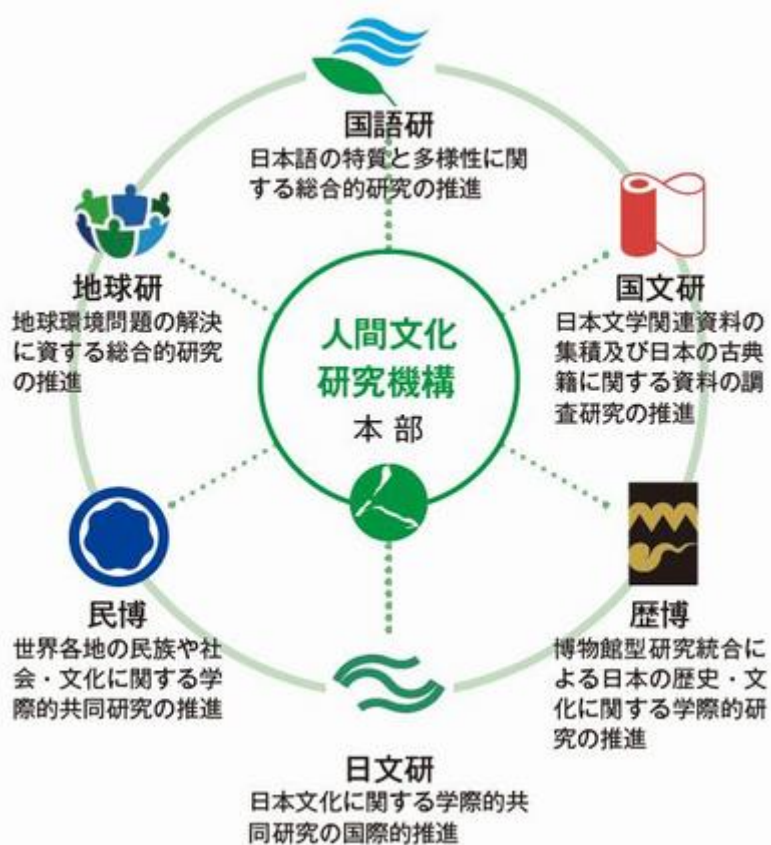 国語研
日本語の特質と多様性に関
する総合的研究の推進
国文研
日本文学関連資料の
集積及び日本の古典
籍に関する資料の調
査研究の推進
歴博
博物館型研究統合に
よる日本の歴史・文
化に関する学際的研
究の推進
日文研
日本文化に関する学際的共
同研究の国際的推進
民博
世界各地の民族や社
会・文化に関する学
際的共同研究の推進
地球研
地球環境問題の解決
に資する総合的研究
の推進
人間文化
研究機構
本部